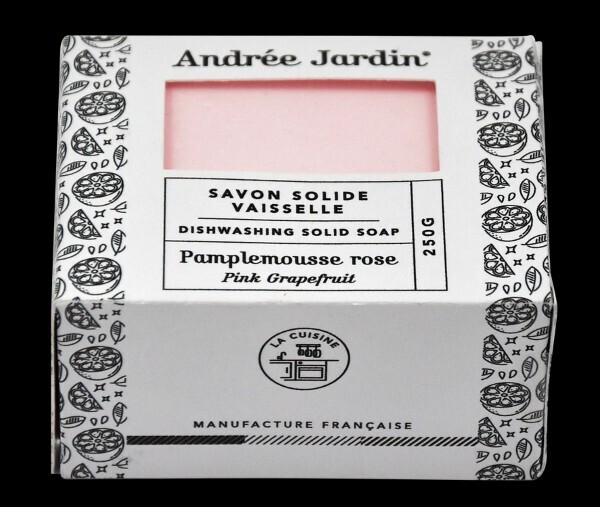 Andrée Jardin®
SAVON SOLIDE
VAISSELLE
DISHWASHING SOLID SOAP
Pamplemousse rose
Pink Grapefruit
250G
LA CUISINE
MANUFACTURE FRANÇAISE